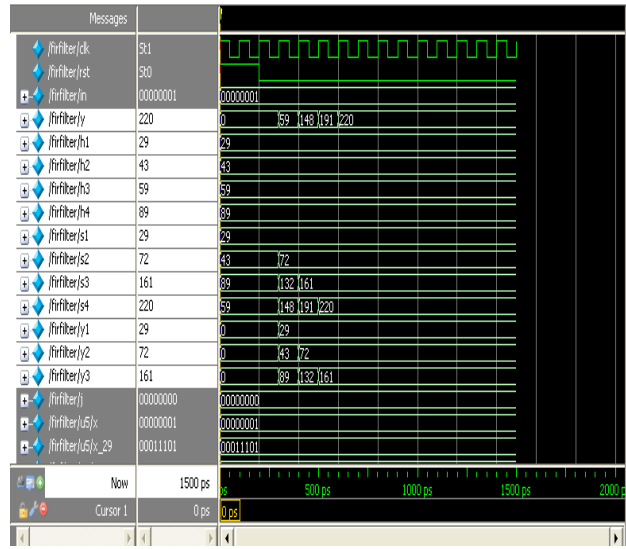 Messages
/firfilter/clk St1
/firfilter/rst St0
/firfilter/in 00000001 00000001
/firfilter/y 220 0 59 148 191 220
/firfilter/h1 29 29
/firfilter/h2 43 43
/firfilter/h3 59 59
/firfilter/h4 89 89
/firfilter/s1 29 29
/firfilter/s2 72 43 72
/firfilter/s3 161 89 132 161
/firfilter/s4 220 59 148 191 220
/firfilter/y1 29 0 29
/firfilter/y2 72 0 43 72
/firfilter/y3 161 0 89 132 161
/firfilter/j 00000000 00000000
/firfilter/u5/x 00000001 00000001
/firfilter/u5/x_29 00011101 00011101
Now 1500 ps ps 500 ps 1000 ps 1500 ps 2000 p
Cursor 1 0 ps 0 ps